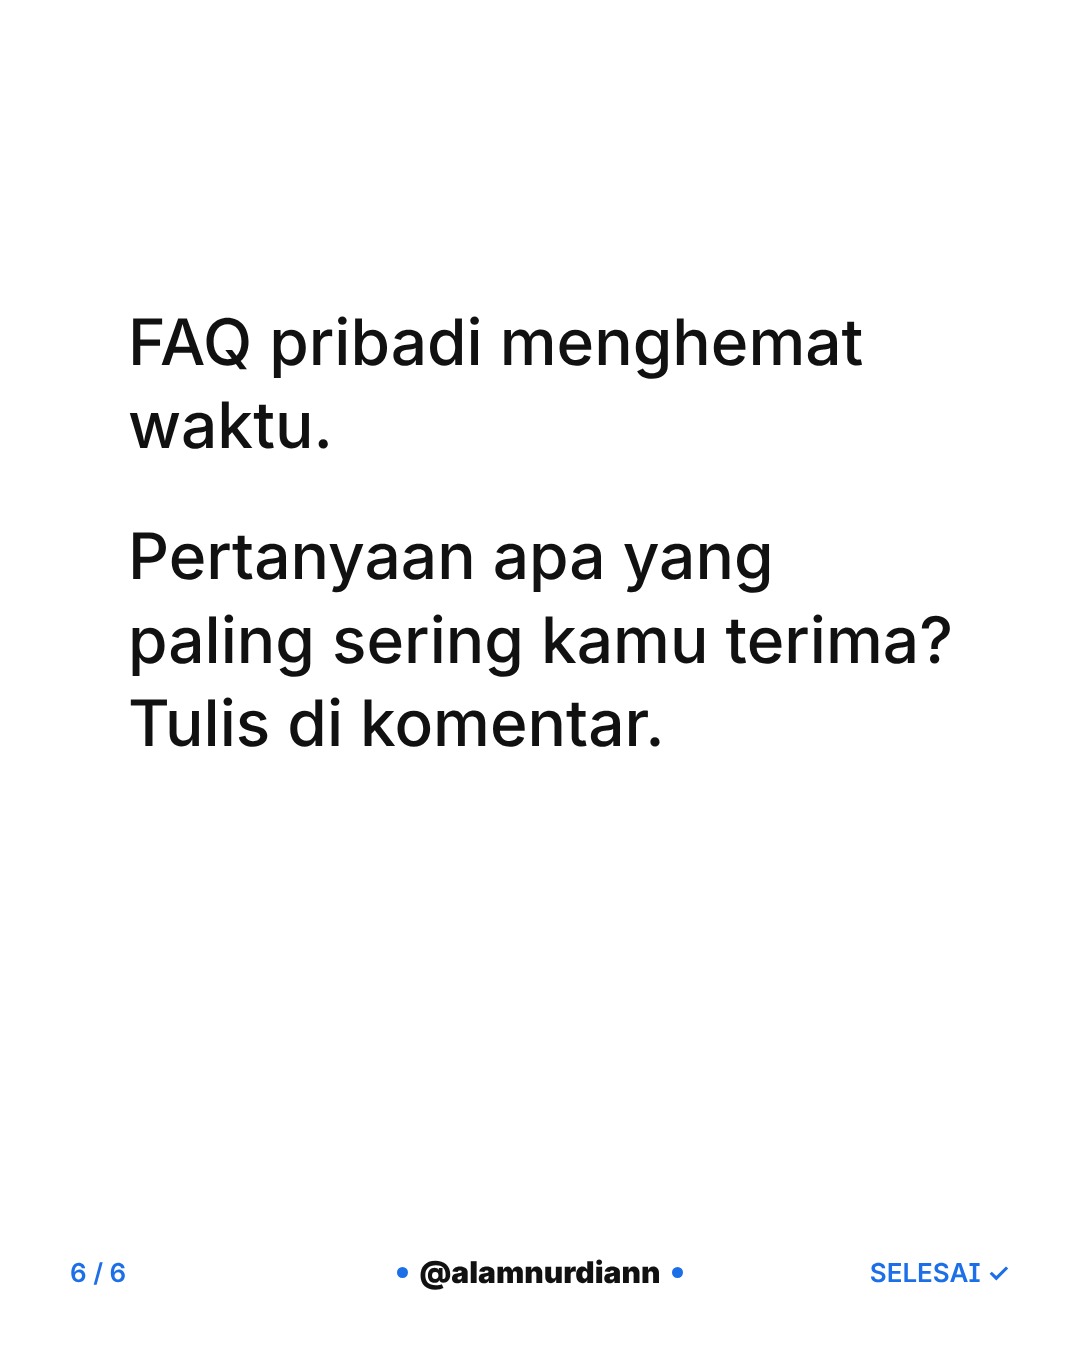 FAQ pribadi menghemat
waktu.
Pertanyaan apa yang
paling sering kamu terima?
Tulis di komentar.
6 / 6
• @alamnurdiann •
SELESAI ✓